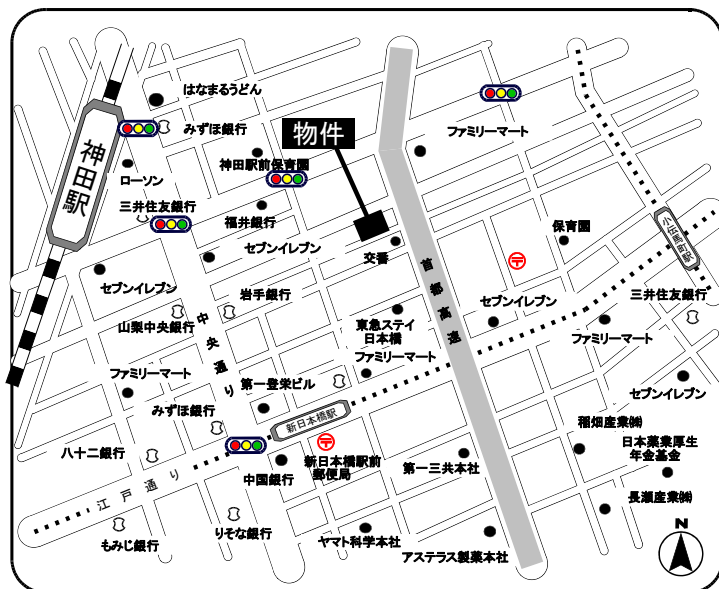 はなまるうどん
みずほ銀行
物件
ファミリーマート
神田駅
ローソン
神田駅前保育園
三井住友銀行
福井銀行
セブンイレブン
交番
保育園
小伝馬町駅
首都高速
セブンイレブン
岩手銀行
山梨中央銀行
中央通り
東急ステイ
日本橋
セブンイレブン
三井住友銀行
ファミリーマート
ファミリーマート
ファミリーマート
第一登栄ビル
みずほ銀行
セブンイレブン
新日本橋駅
稲畑産業㈱
日本薬業厚生
年金基金
八十二銀行
中国銀行
新日本橋駅前
郵便局
第一三共本社
長瀬産業㈱
江戸通り
もみじ銀行
りそな銀行
ヤマト科学本社
アステラス製薬本社
N